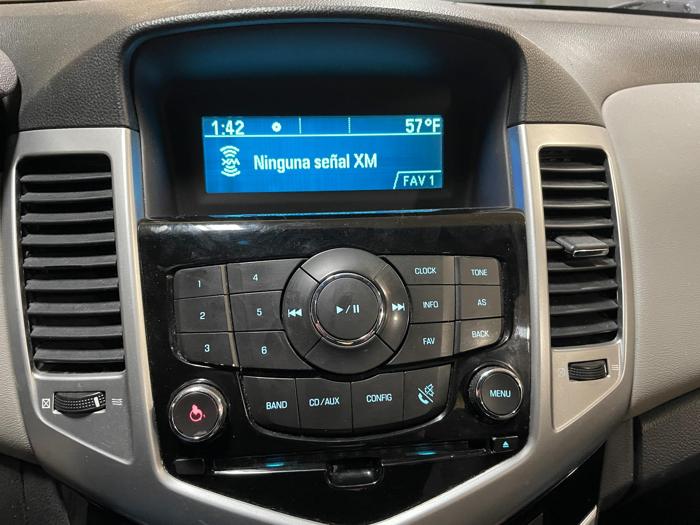 1:42 57°F
XM Ninguna señal XM
FAV 1
1 4 CLOCK TONE
2 5 INFO AS
3 6 FAV BACK
BAND CD/AUX CONFIG MENU